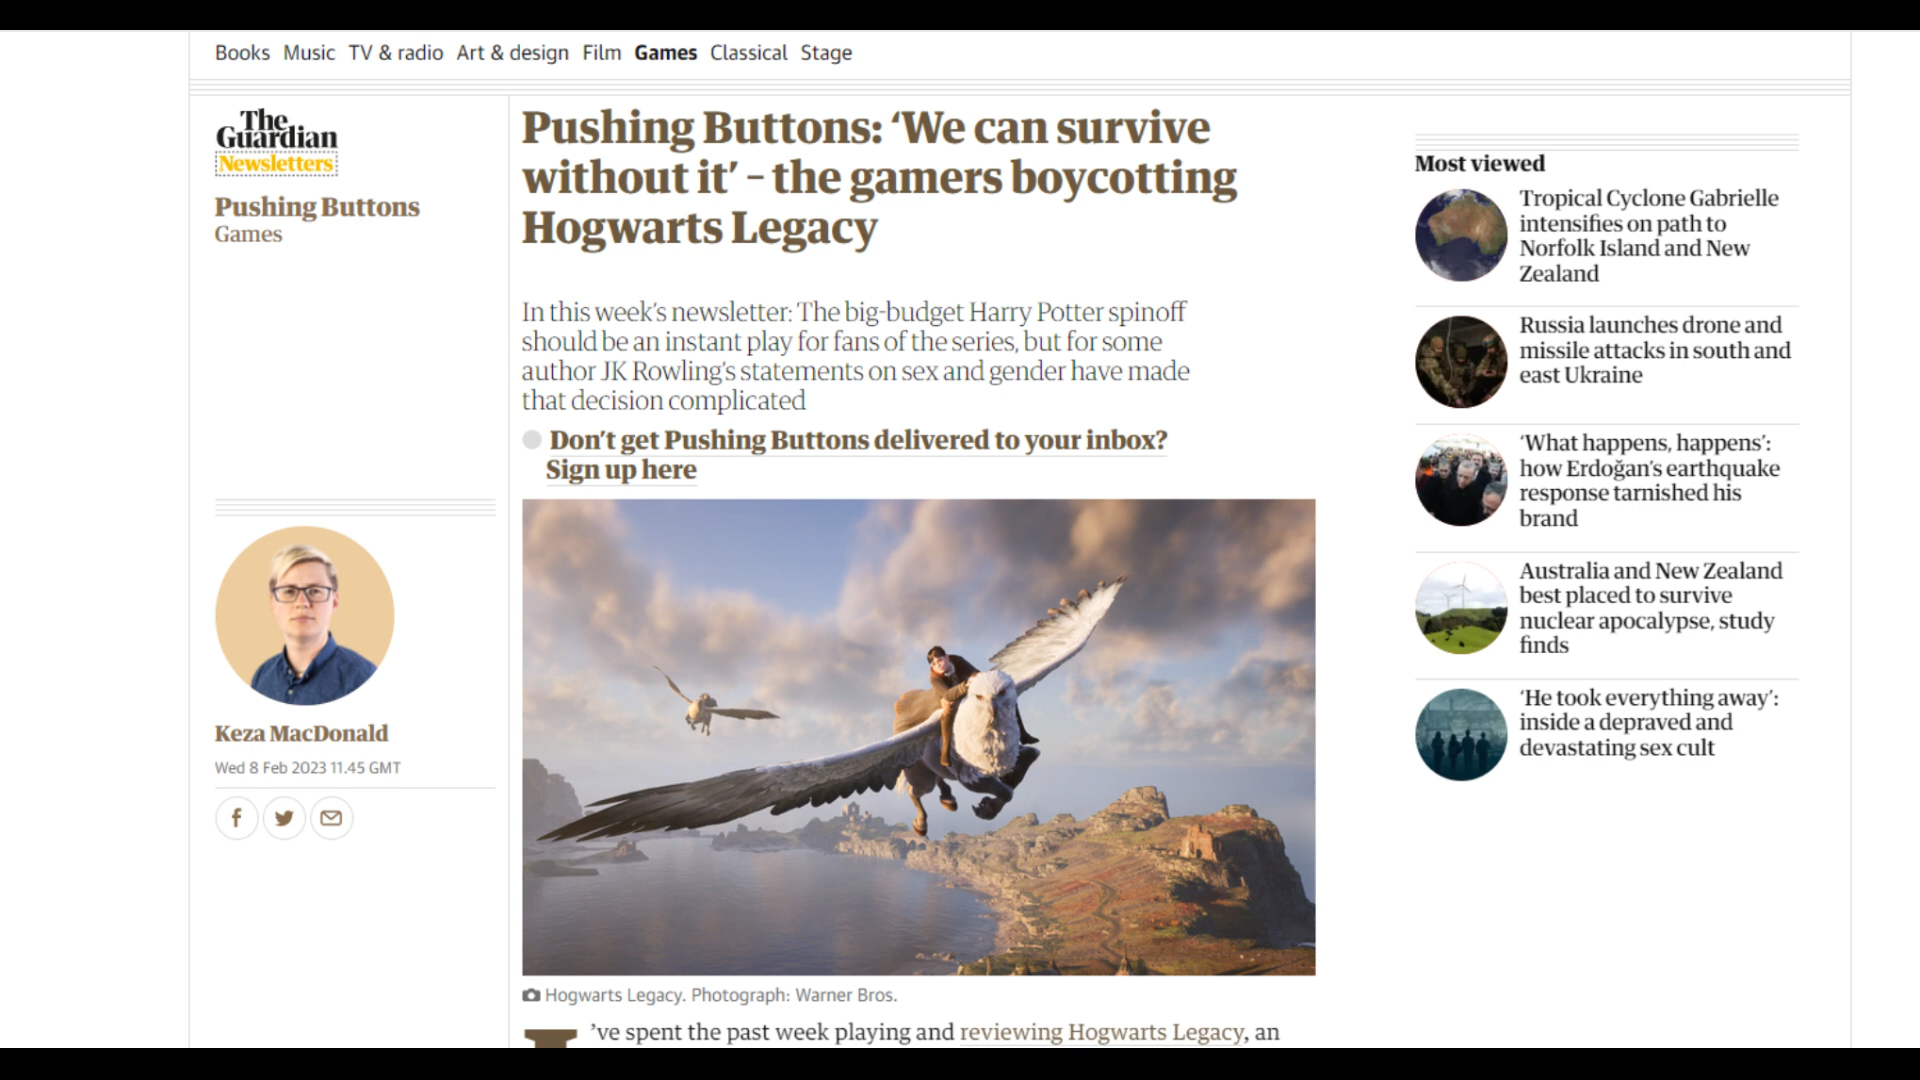 Books Music TV & radio Art & design Film Games Classical Stage
The
Guardian
Newsletters
Pushing Buttons
Games
Pushing Buttons: ‘We can survive
without it’ – the gamers boycotting
Hogwarts Legacy
In this week’s newsletter: The big-budget Harry Potter spinoff
should be an instant play for fans of the series, but for some
author JK Rowling’s statements on sex and gender have made
that decision complicated
Don’t get Pushing Buttons delivered to your inbox?
Sign up here
Keza MacDonald
Wed 8 Feb 2023 11.45 GMT
Hogwarts Legacy. Photograph: Warner Bros.
I’ve spent the past week playing and reviewing Hogwarts Legacy, an
Most viewed
Tropical Cyclone Gabrielle
intensifies on path to
Norfolk Island and New
Zealand
Russia launches drone and
missile attacks in south and
east Ukraine
‘What happens, happens’:
how Erdoğan’s earthquake
response tarnished his
brand
Australia and New Zealand
best placed to survive
nuclear apocalypse, study
finds
‘He took everything away’:
inside a depraved and
devastating sex cult